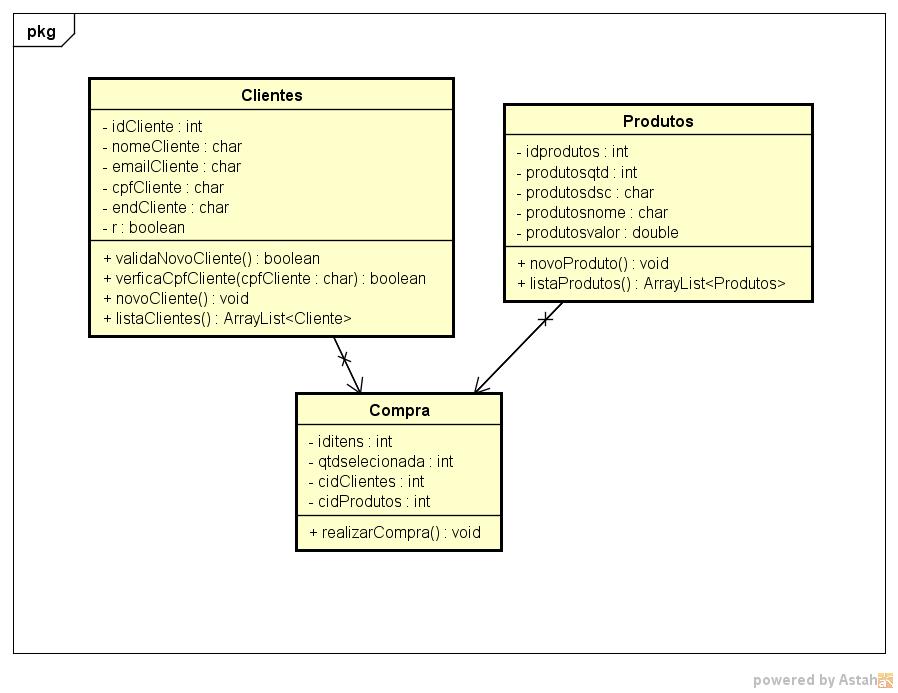 pkg
Clientes
- idCliente : int
- nomeCliente : char
- emailCliente : char
- cpfCliente : char
- endCliente : char
- r : boolean
+ validaNovoCliente() : boolean
+ verficaCpfCliente(cpfCliente : char) : boolean
+ novoCliente() : void
+ listaClientes() : ArrayList<Cliente>
Produtos
- idprodutos : int
- produtosqtd : int
- produtosdsc : char
- produtosnome : char
- produtosvalor : double
+ novoProduto() : void
+ listaProdutos() : ArrayList<Produtos>
Compra
- iditens : int
- qtdselecionada : int
- cidClientes : int
- cidProdutos : int
+ realizarCompra() : void
powered by Astah